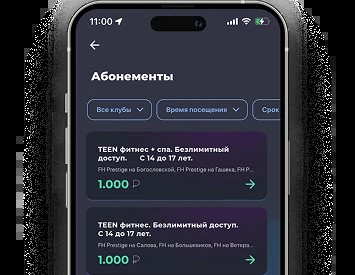 11:00
Абонементы
Все клубы
Время посещения
Срок
TEEN фитнес + спа. Безлимитный
доступ. С 14 до 17 лет.
FH Prestige на Богословской, FH Prestige на Гашека, FH P...
1.000 ₽
TEEN фитнес. Безлимитный доступ.
С 14 до 17 лет.
FH Prestige на Салова, FH на Большевиков, FH на Ветера...
1.000 ₽